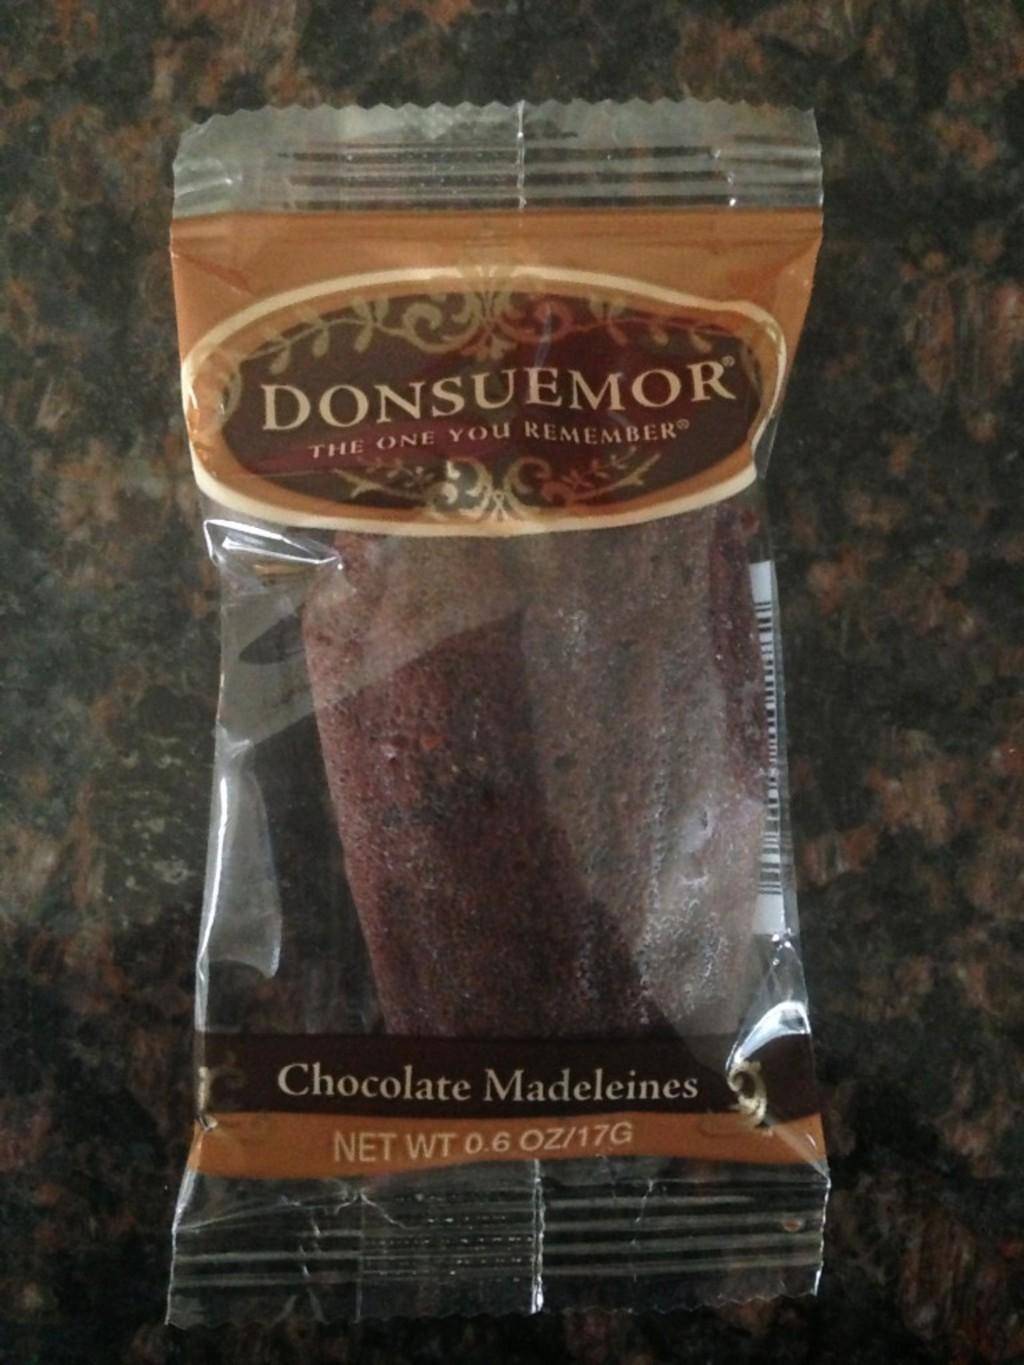 DONSUEMOR®
THE ONE YOU REMEMBER®
Chocolate Madeleines
NET WT 0.6 OZ/17G